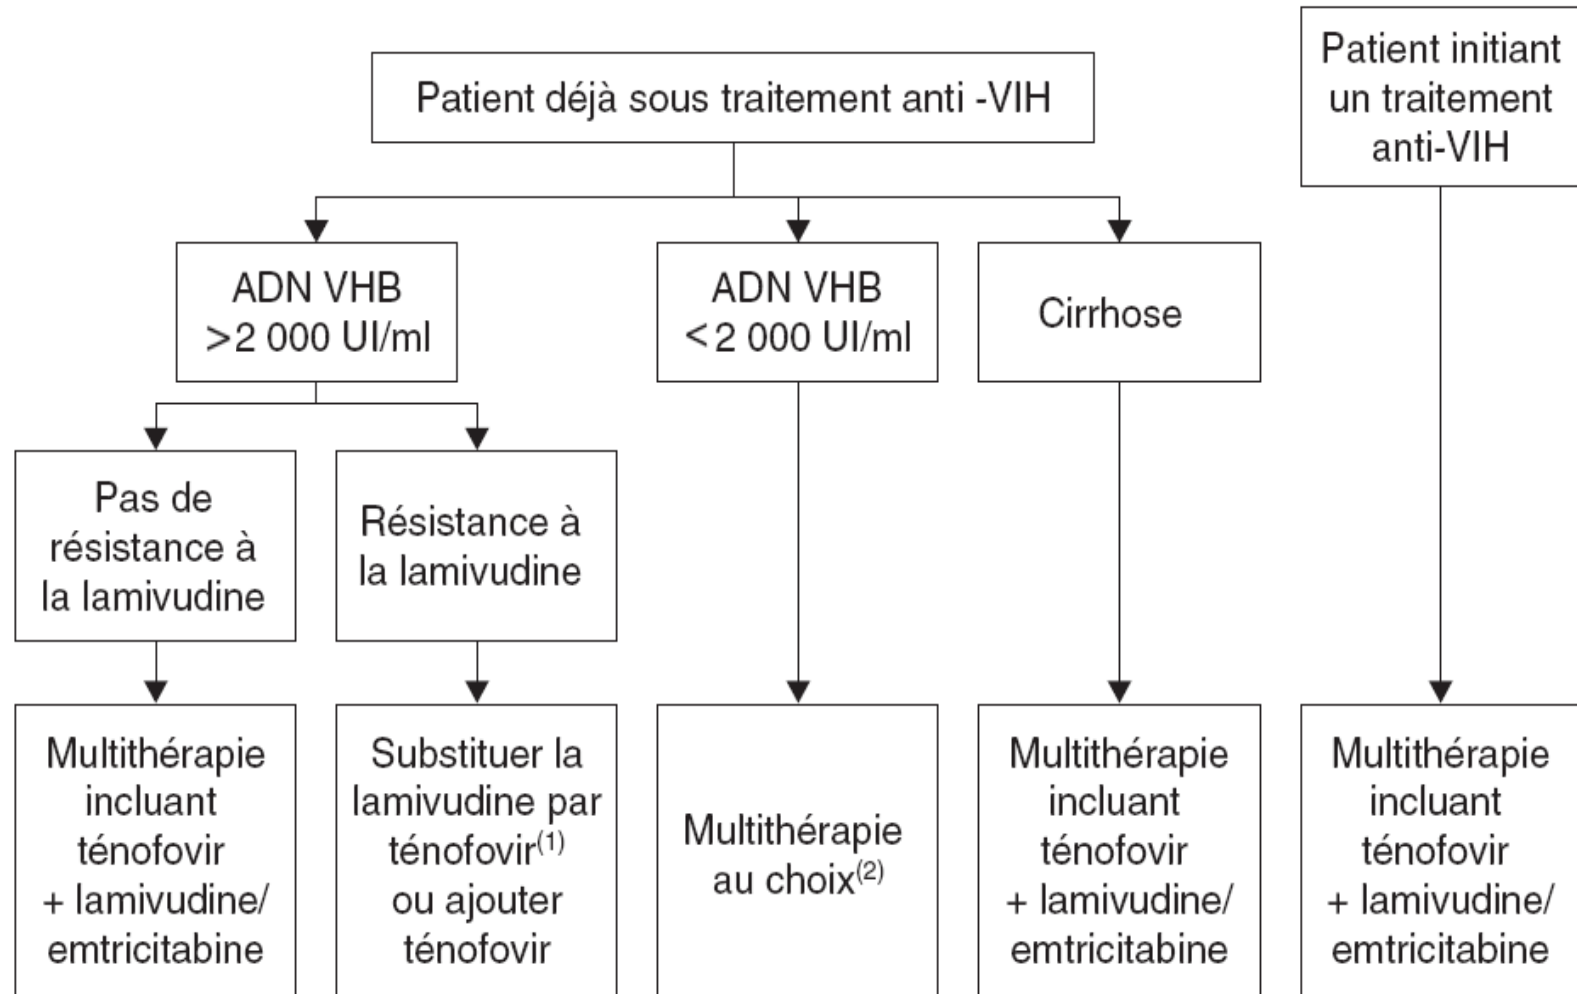 Patient déjà sous traitement anti -VIH
Patient initiant
un traitement
anti-VIH
ADN VHB
>2 000 UI/ml
ADN VHB
<2 000 UI/ml
Cirrhose
Pas de
résistance à
la lamivudine
Résistance à
la lamivudine
Multithérapie
incluant
ténofovir
+ lamivudine/
emtricitabine
Substituer la
lamivudine par
ténofovir(1)
ou ajouter
ténofovir
Multithérapie
au choix(2)
Multithérapie
incluant
ténofovir
+ lamivudine/
emtricitabine
Multithérapie
incluant
ténofovir
+ lamivudine/
emtricitabine